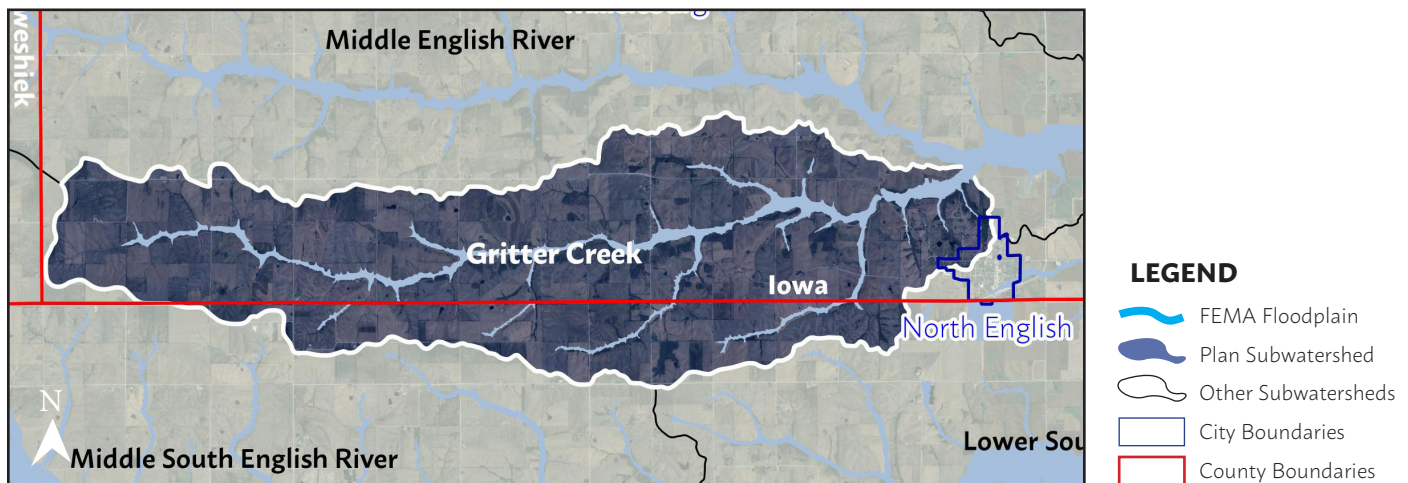 Middle English River
weshiek
Gritter Creek
Iowa
North English
N
Middle South English River
Lower Sou
LEGEND
FEMA Floodplain
Plan Subwatershed
Other Subwatersheds
City Boundaries
County Boundaries